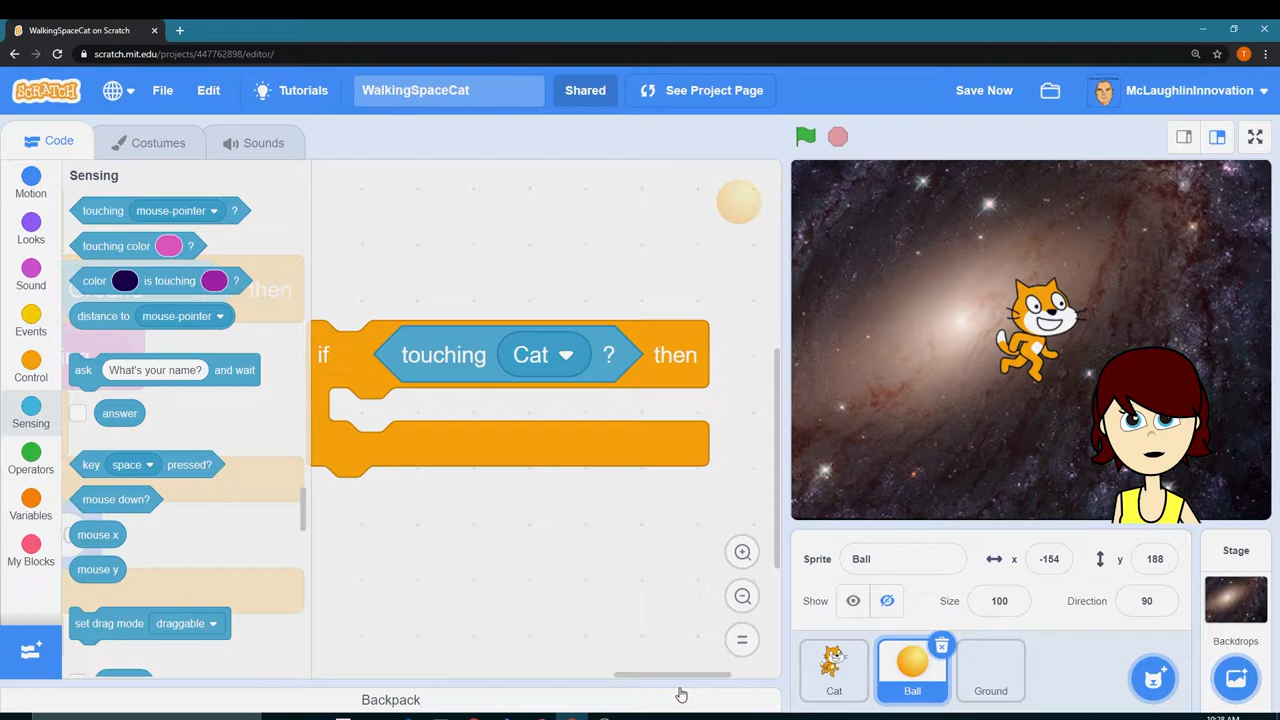 WalkingSpaceCat on Scratch
scratch.mit.edu/projects/447762898/editor/
T
SCRATCH
File
Edit
Tutorials
WalkingSpaceCat
Shared
See Project Page
Save Now
McLaughlinInnovation
Code
Costumes
Sounds
Motion
Looks
Sound
Events
Control
Sensing
Operators
Variables
My Blocks
Sensing
touching mouse-pointer ?
touching color ?
color is touching ?
then
distance to mouse-pointer
ask What's your name? and wait
answer
key space pressed?
mouse down?
mouse x
mouse y
set drag mode draggable
if touching Cat ? then
=
Backpack
Sprite Ball x -154 y 188
Show Size 100 Direction 90
Cat
Ball
Ground
Stage
Backdrops